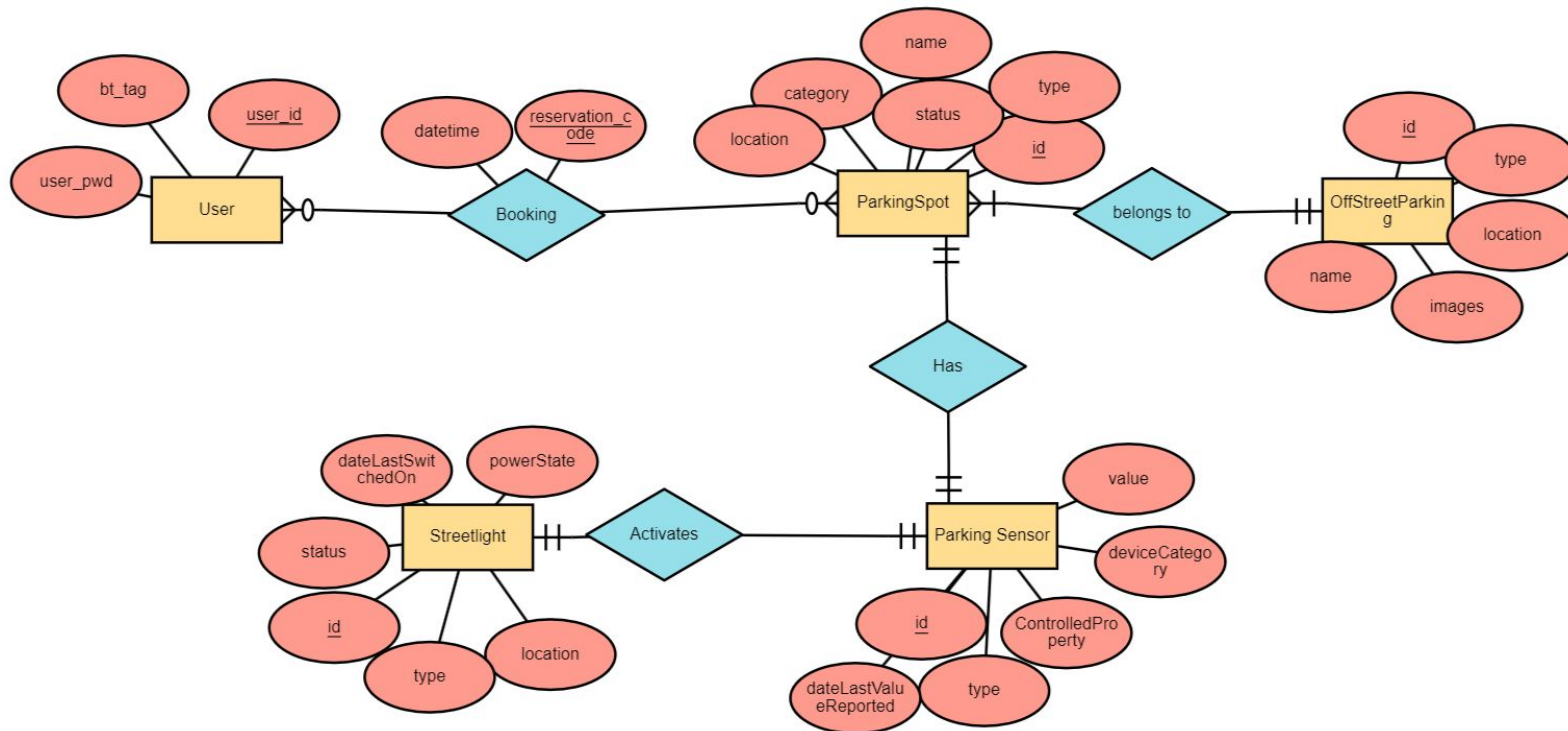 name
bt_tag
category
type
user_id
datetime
reservation_c
ode
status
location
id
id
type
user_pwd
User
Booking
ParkingSpot
belongs to
OffStreetParkin
g
location
name
images
Has
dateLastSwit
chedOn
powerState
value
Streetlight
Activates
Parking Sensor
status
deviceCatego
ry
id
id
ControlledPro
perty
location
type
dateLastValu
eReported
type